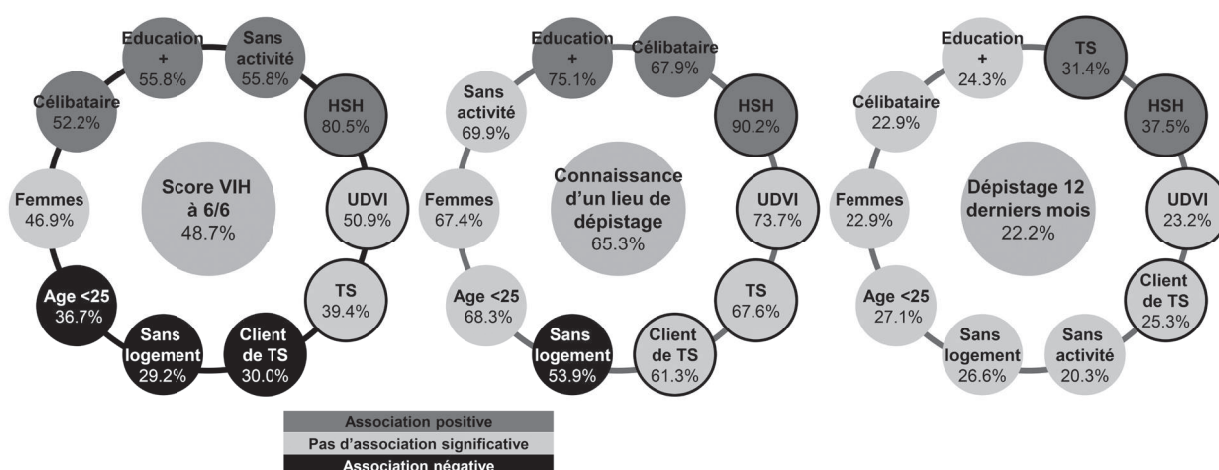 Education
+
55.8%
Sans
activité
55.8%
Célibataire
52.2%
HSH
80.5%
Femmes
46.9%
Score VIH
à 6/6
48.7%
UDVI
50.9%
Age <25
36.7%
TS
39.4%
Sans
logement
29.2%
Client
de TS
30.0%
Education
+
75.1%
Célibataire
67.9%
Sans
activité
69.9%
HSH
90.2%
Femmes
67.4%
Connaissance
d'un lieu de
dépistage
65.3%
UDVI
73.7%
Age <25
68.3%
TS
67.6%
Sans
logement
53.9%
Client
de TS
61.3%
Education
+
24.3%
TS
31.4%
Célibataire
22.9%
HSH
37.5%
Femmes
22.9%
Dépistage 12
derniers mois
22.2%
UDVI
23.2%
Age <25
27.1%
Client
de TS
25.3%
Sans
logement
26.6%
Sans
activité
20.3%
Association positive
Pas d'association significative
Association négative